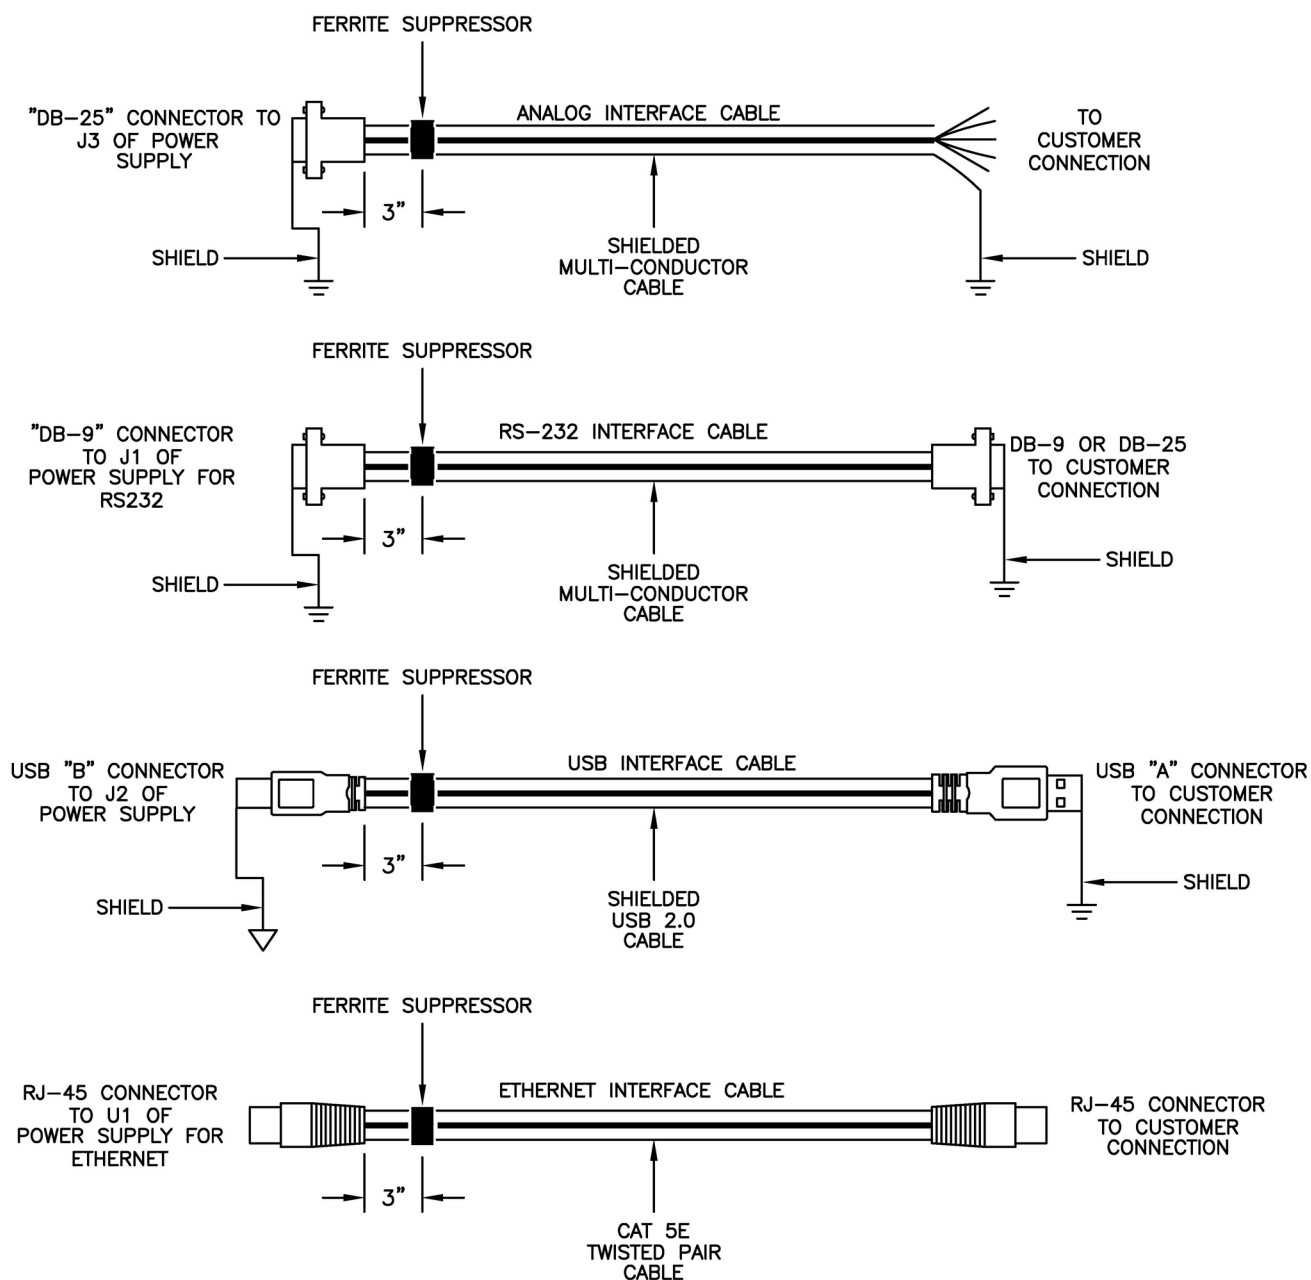 FERRITE SUPPRESSOR
"DB-25" CONNECTOR TO
J3 OF POWER
SUPPLY
ANALOG INTERFACE CABLE
TO
CUSTOMER
CONNECTION
3"
SHIELD
SHIELDED
MULTI-CONDUCTOR
CABLE
SHIELD
FERRITE SUPPRESSOR
"DB-9" CONNECTOR
TO J1 OF
POWER SUPPLY FOR
RS232
RS-232 INTERFACE CABLE
DB-9 OR DB-25
TO CUSTOMER
CONNECTION
3"
SHIELD
SHIELDED
MULTI-CONDUCTOR
CABLE
SHIELD
FERRITE SUPPRESSOR
USB "B" CONNECTOR
TO J2 OF
POWER SUPPLY
USB INTERFACE CABLE
USB "A" CONNECTOR
TO CUSTOMER
CONNECTION
3"
SHIELD
SHIELDED
USB 2.0
CABLE
SHIELD
FERRITE SUPPRESSOR
RJ-45 CONNECTOR
TO U1 OF
POWER SUPPLY FOR
ETHERNET
ETHERNET INTERFACE CABLE
RJ-45 CONNECTOR
TO CUSTOMER
CONNECTION
3"
CAT 5E
TWISTED PAIR
CABLE